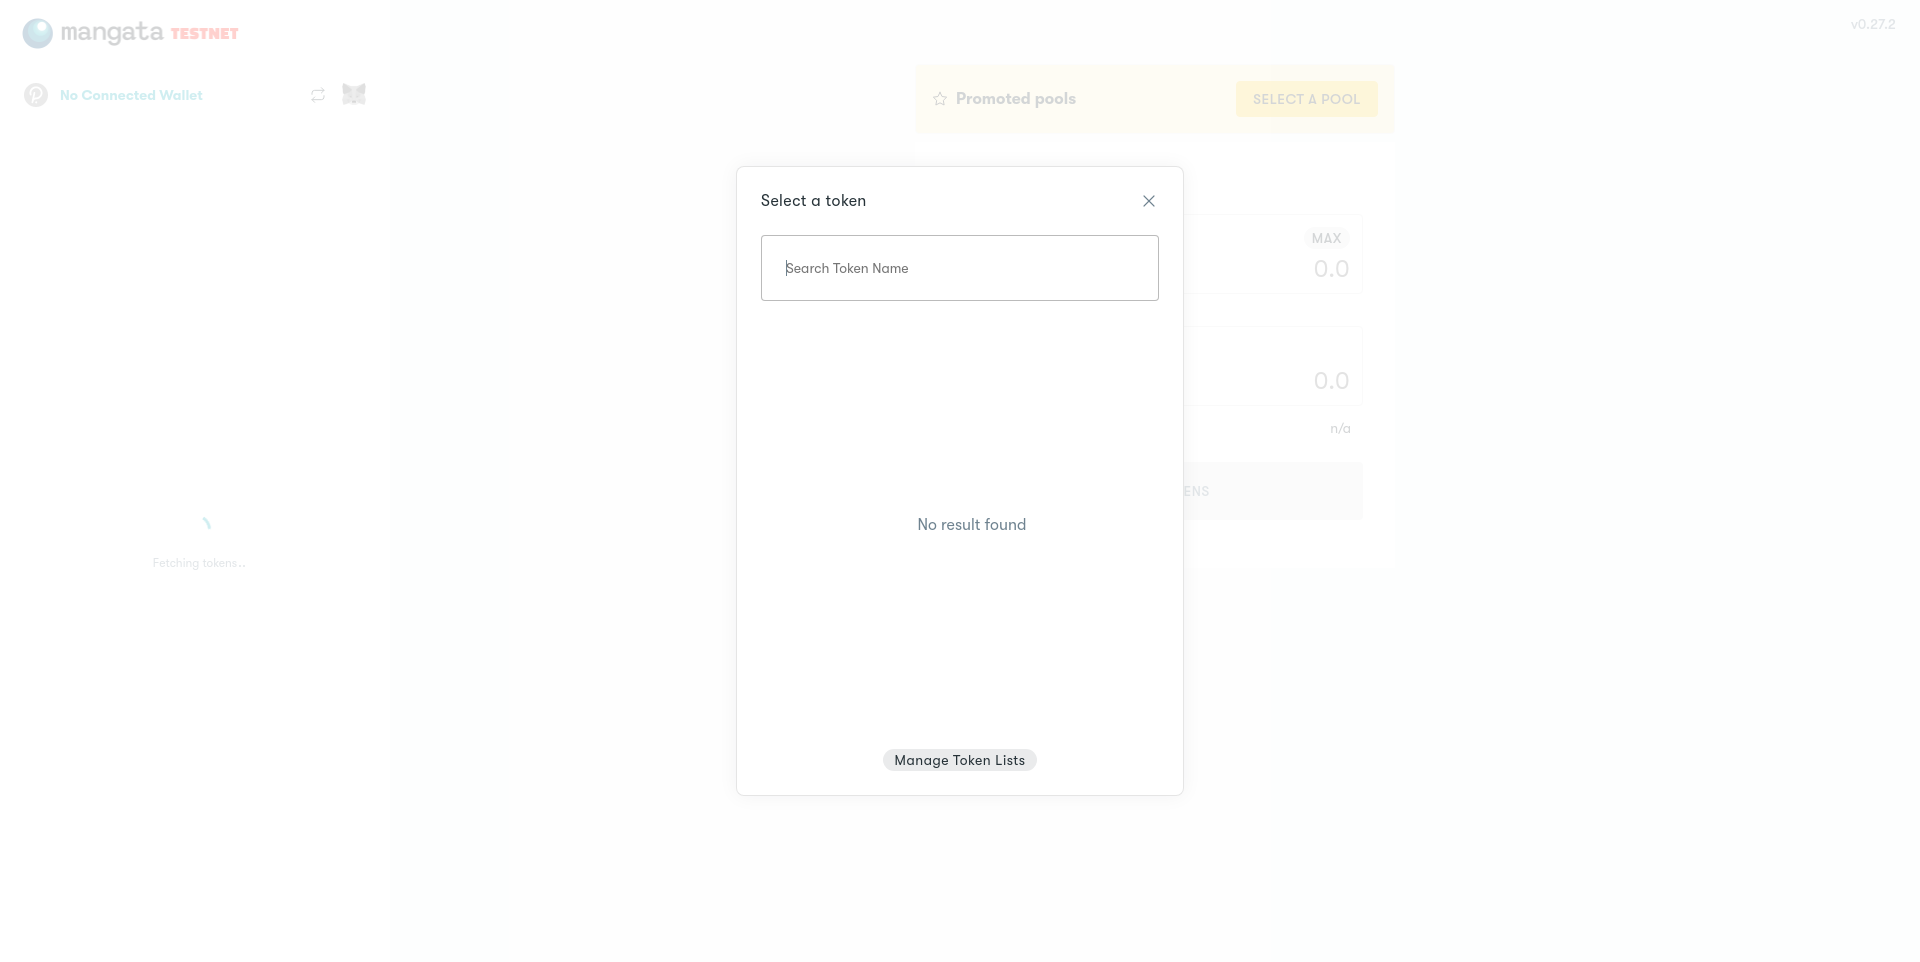 mangata TESTNET
v0.27.2
No Connected Wallet
Promoted pools
SELECT A POOL
Select a token
MAX
Search Token Name
0.0
0.0
n/a
ENS
No result found
Fetching tokens..
Manage Token Lists